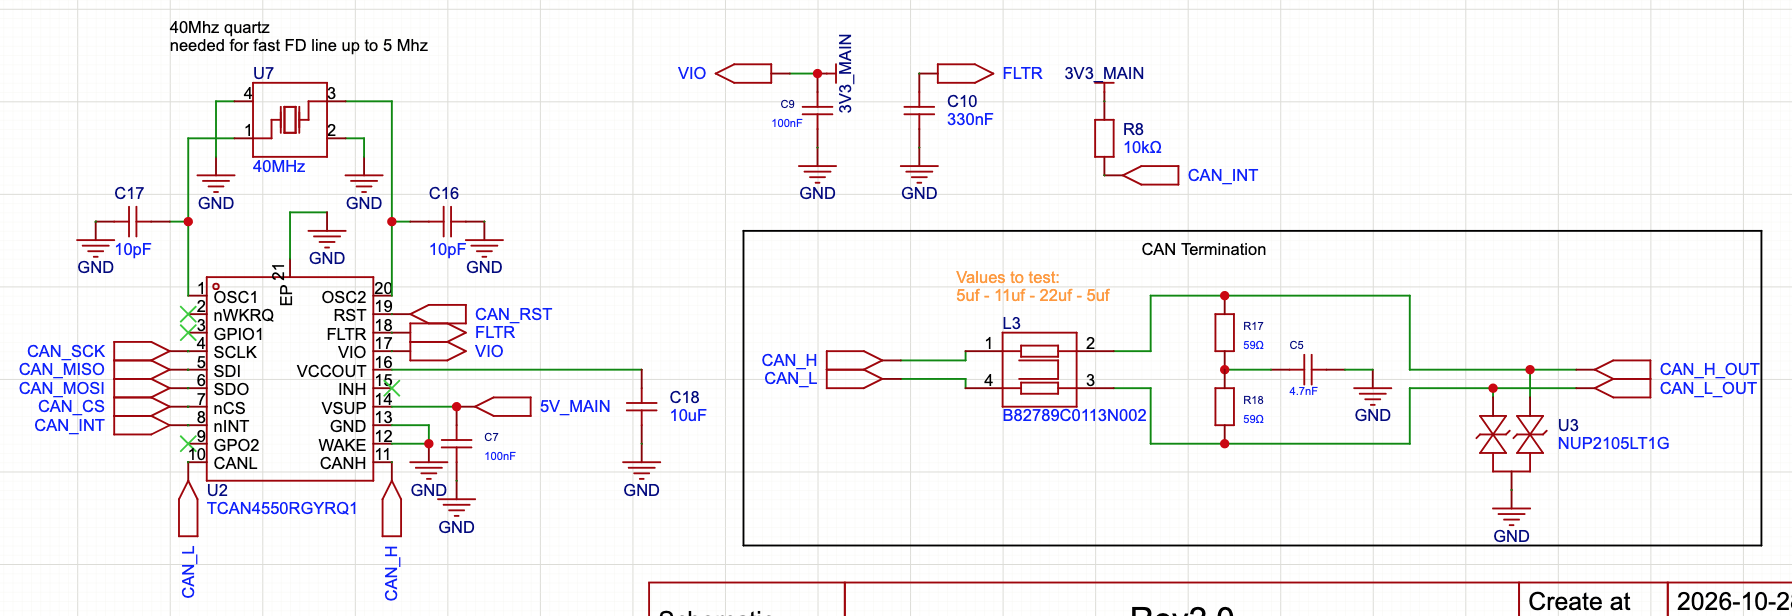 40Mhz quartz
needed for fast FD line up to 5 Mhz
U7
4
3
1
2
40MHz
GND
GND
C17
10pF
GND
C16
10pF
GND
GND
21
EP
1
OSC1
2
nWKRQ
3
GPIO1
4
SCLK
5
SDI
6
SDO
7
nCS
8
nINT
9
GPO2
10
CANL
20
OSC2
19
RST
18
FLTR
17
VIO
16
VCCOUT
15
INH
14
VSUP
13
GND
12
WAKE
11
CANH
CAN_SCK
CAN_MISO
CAN_MOSI
CAN_CS
CAN_INT
CAN_RST
FLTR
VIO
5V_MAIN
U2
TCAN4550RGYRQ1
CAN_L
CAN_H
GND
C7
100nF
GND
C18
10uF
GND
VIO
3V3_MAIN
C9
100nF
GND
FLTR
C10
330nF
GND
3V3_MAIN
R8
10kΩ
CAN_INT
CAN Termination
Values to test:
5uf - 11uf - 22uf - 5uf
L3
1
2
4
3
B82789C0113N002
CAN_H
CAN_L
R17
59Ω
C5
4.7nF
GND
R18
59Ω
CAN_H_OUT
CAN_L_OUT
U3
NUP2105LT1G
GND
Schematic
Rev2.0
Create at
2026-10-2